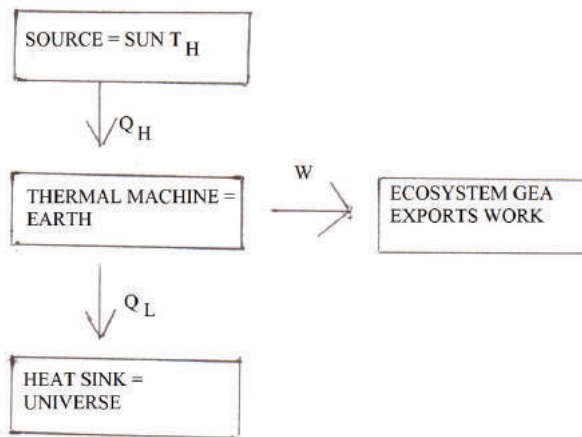 SOURCE = SUN T H
Q H
THERMAL MACHINE =
EARTH
W
ECOSYSTEM GEA
EXPORTS WORK
Q L
HEAT SINK =
UNIVERSE